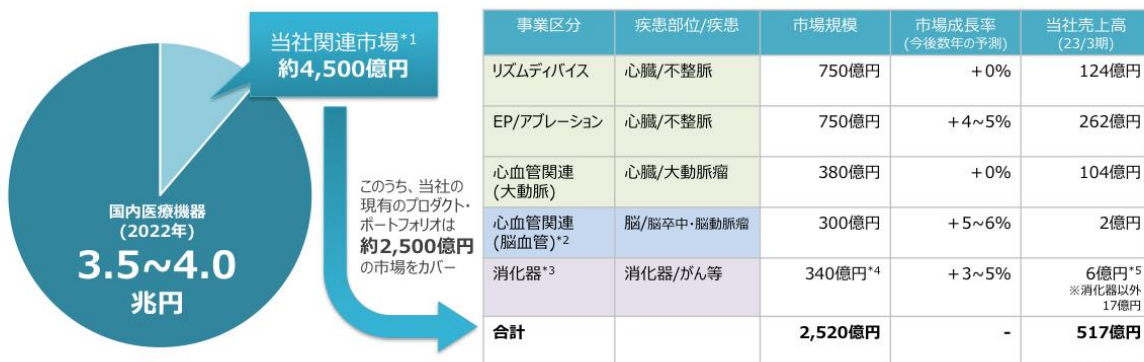 当社関連市場*1
約4,500億円
国内医療機器
(2022年)
3.5~4.0
兆円
このうち、当社の
現有のプロダクト・
ポートフォリオは
約2,500億円
の市場をカバー
事業区分 疾患部位/疾患 市場規模 市場成長率 当社売上高
(今後数年の予測) (23/3期)
リズムディバイス 心臓/不整脈 750億円 +0% 124億円
EP/アブレーション 心臓/不整脈 750億円 +4~5% 262億円
心血管関連 心臓/大動脈瘤 380億円 +0% 104億円
(大動脈)
心血管関連 脳/脳卒中・脳動脈瘤 300億円 +5~6% 2億円
(脳血管)*2
消化器*3 消化器/がん等 340億円*4 +3~5% 6億円*5
※消化器以外
17億円
合計 2,520億円 - 517億円